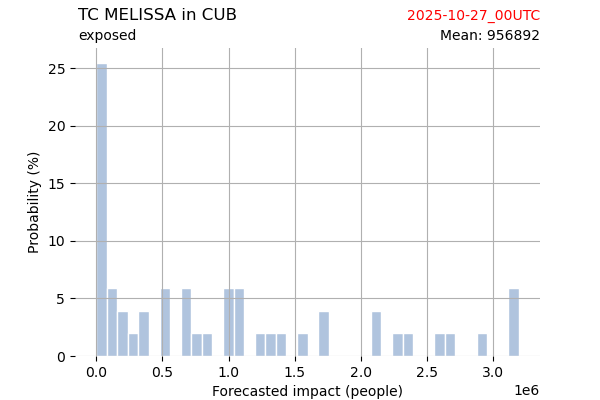 TC MELISSA in CUB
2025-10-27_00UTC
exposed
Mean: 956892
25
20
15
10
5
0
Probability (%)
0.0 0.5 1.0 1.5 2.0 2.5 3.0
1e6
Forecasted impact (people)